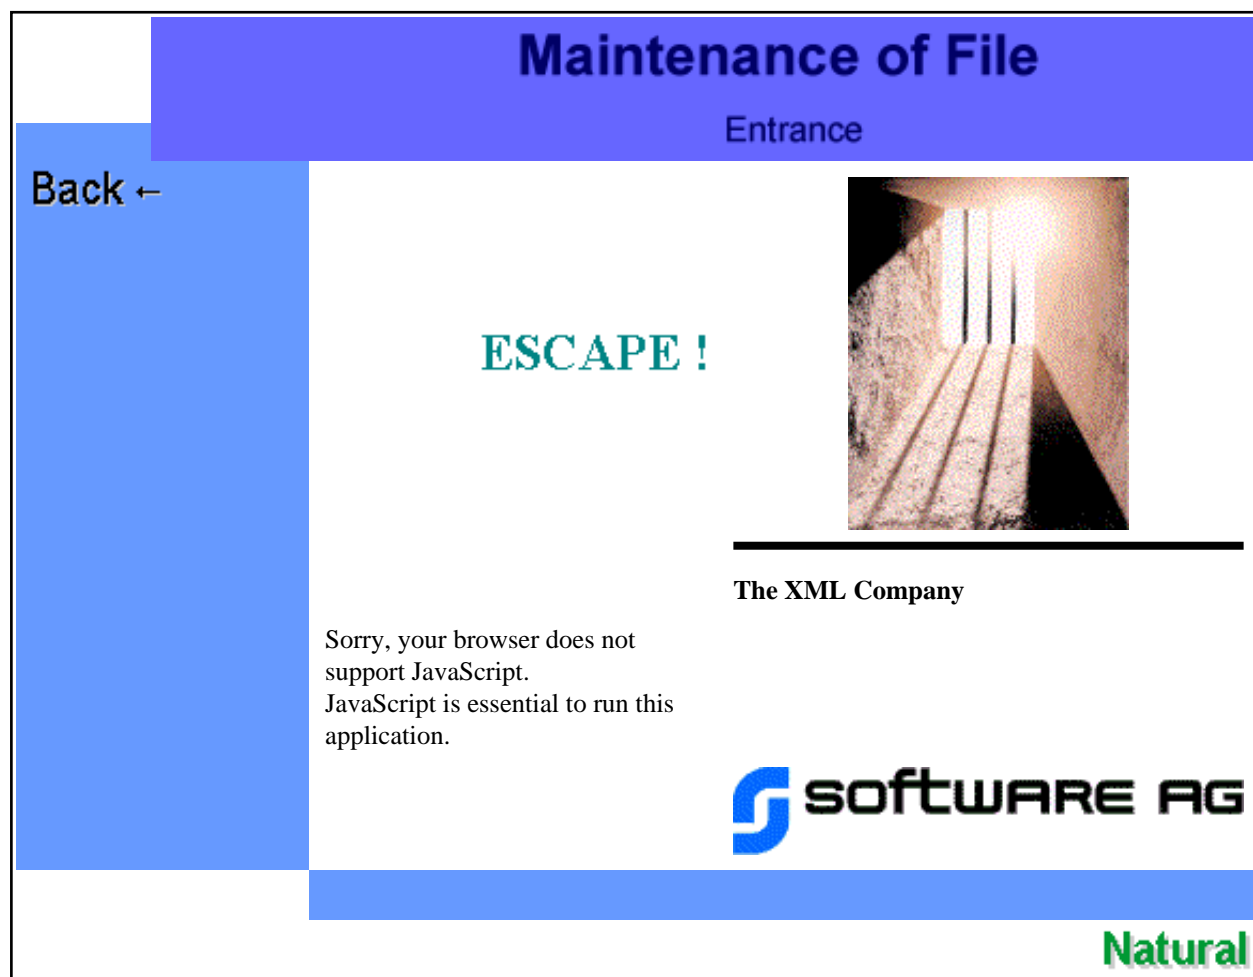 Maintenance of File
Entrance
Back ←
ESCAPE !
The XML Company
Sorry, your browser does not
support JavaScript.
JavaScript is essential to run this
application.
software AG
Natural